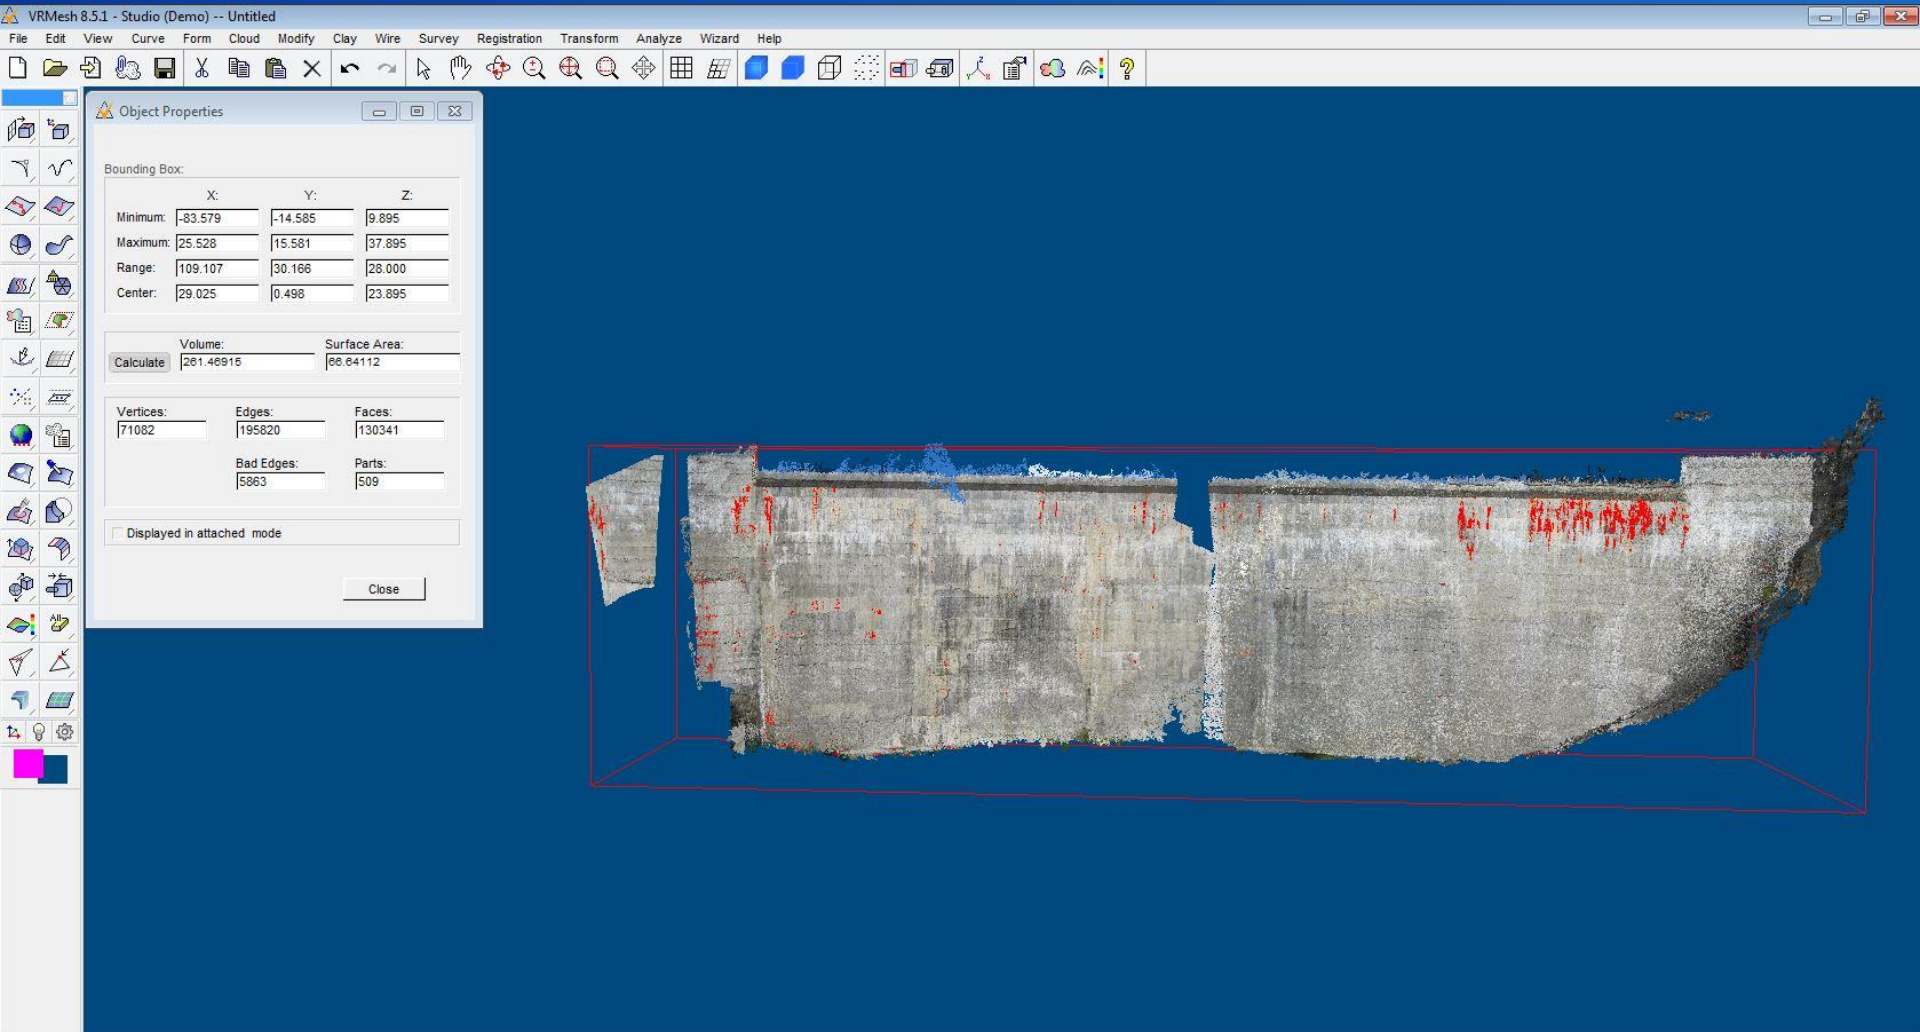 VRMesh 8.5.1 - Studio (Demo) -- Untitled
File Edit View Curve Form Cloud Modify Clay Wire Survey Registration Transform Analyze Wizard Help
Object Properties
Bounding Box:
X: Y: Z:
Minimum: -83.579 -14.585 9.895
Maximum: 25.528 15.581 37.895
Range: 109.107 30.166 28.000
Center: 29.025 0.498 23.895
Volume: Surface Area:
Calculate 261.46915 66.64112
Vertices: Edges: Faces:
71082 195820 130341
Bad Edges: Parts:
5863 509
Displayed in attached mode
Close